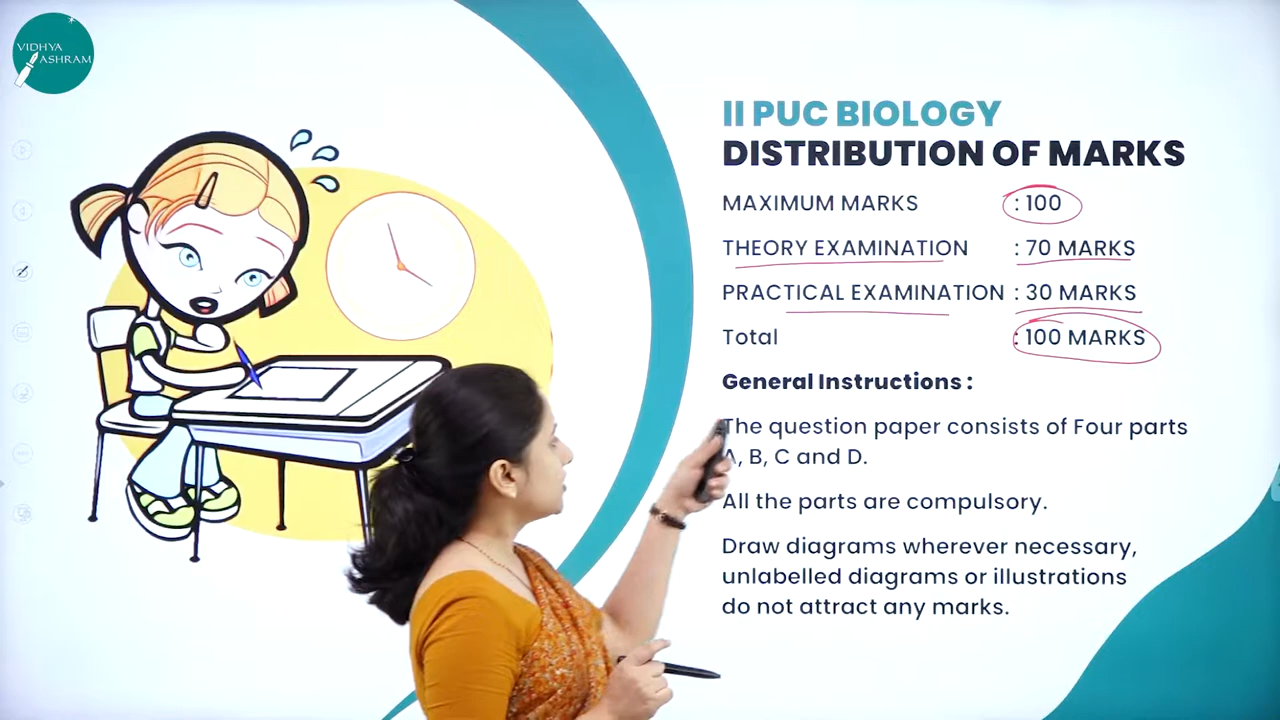 VIDHYA
ASHRAM
II PUC BIOLOGY
DISTRIBUTION OF MARKS
MAXIMUM MARKS : 100
THEORY EXAMINATION : 70 MARKS
PRACTICAL EXAMINATION : 30 MARKS
Total : 100 MARKS
General Instructions :
The question paper consists of Four parts
A, B, C and D.
All the parts are compulsory.
Draw diagrams wherever necessary,
unlabelled diagrams or illustrations
do not attract any marks.